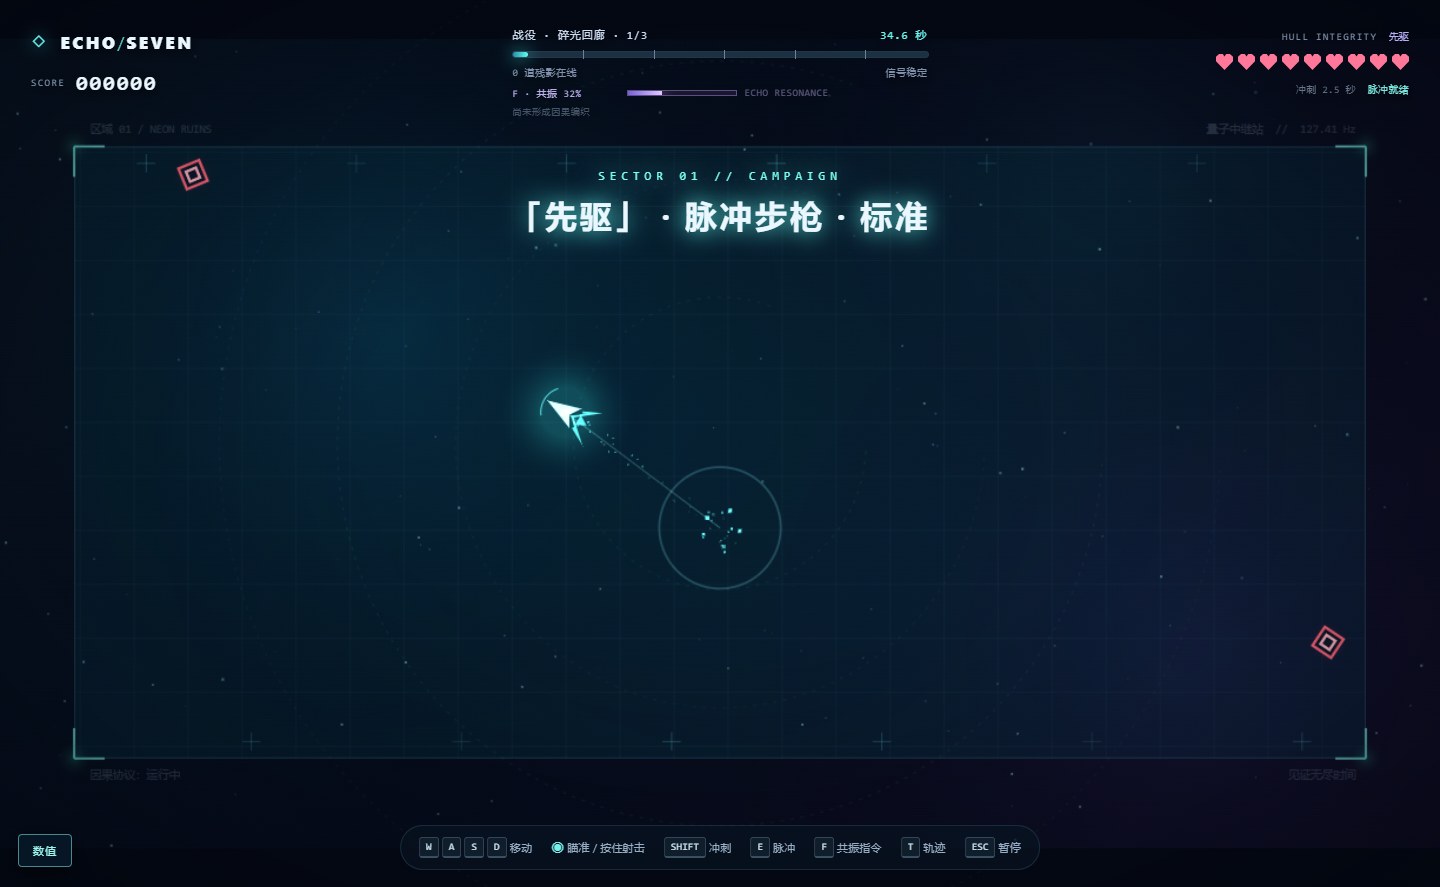 ECHO/SEVEN
SCORE 000000
战役 · 碎光回廊 · 1/3
34.6 秒
0 道残影在线
信号稳定
F · 共振 32%
ECHO RESONANCE
尚未形成因果编织
HULL INTEGRITY 先驱
冲刺 2.5 秒 脉冲就绪
区域 01 / NEON RUINS
量子中继站 // 127.41 Hz
SECTOR 01 // CAMPAIGN
「先驱」 · 脉冲步枪 · 标准
因果协议: 运行中
见证无尽时间
数值
W A S D 移动
瞄准 / 按住射击
SHIFT 冲刺
E 脉冲
F 共振指令
T 轨迹
ESC 暂停